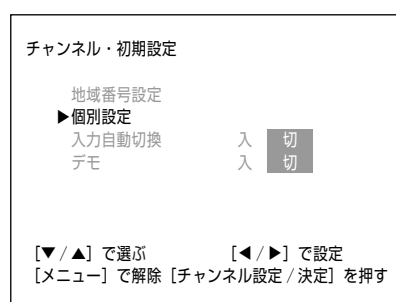 チャンネル・初期設定
地域番号設定
▶個別設定
入力自動切換 入 切
デモ 入 切
[▼/▲] で選ぶ [◀/▶] で設定
[メニュー] で解除 [チャンネル設定/決定] を押す